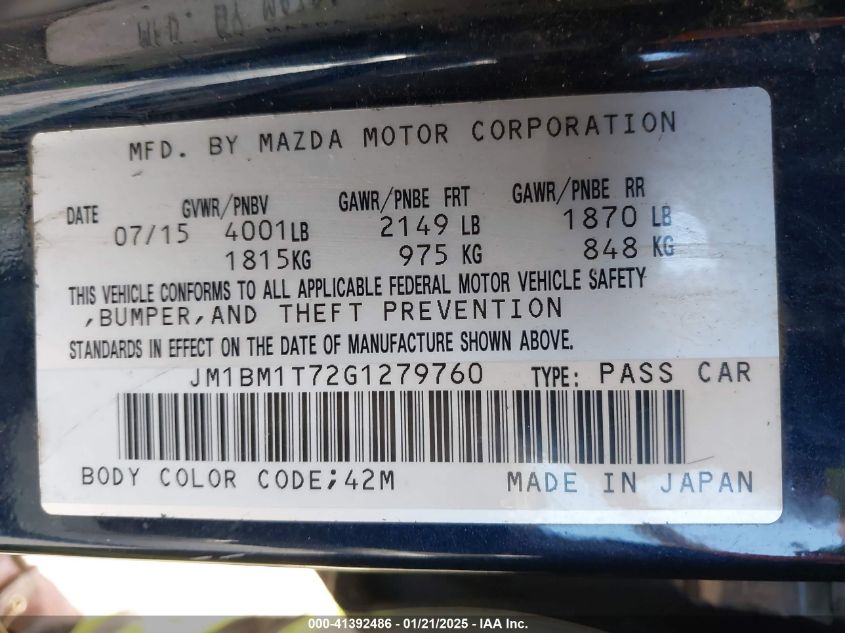 MFD. BY MAZDA MOTOR CORPORATION
DATE GVWR/PNBV GAWR/PNBE FRT GAWR/PNBE RR
07/15 4001LB 2149 LB 1870 LB
1815KG 975 KG 848 KG
THIS VEHICLE CONFORMS TO ALL APPLICABLE FEDERAL MOTOR VEHICLE SAFETY
,BUMPER,AND THEFT PREVENTION
STANDARDS IN EFFECT ON THE DATE OF MANUFACTURE SHOWN ABOVE.
JM1BM1T72G1279760 TYPE: PASS CAR
BODY COLOR CODE;42M MADE IN JAPAN
000-41392486 - 01/21/2025 - IAA Inc.